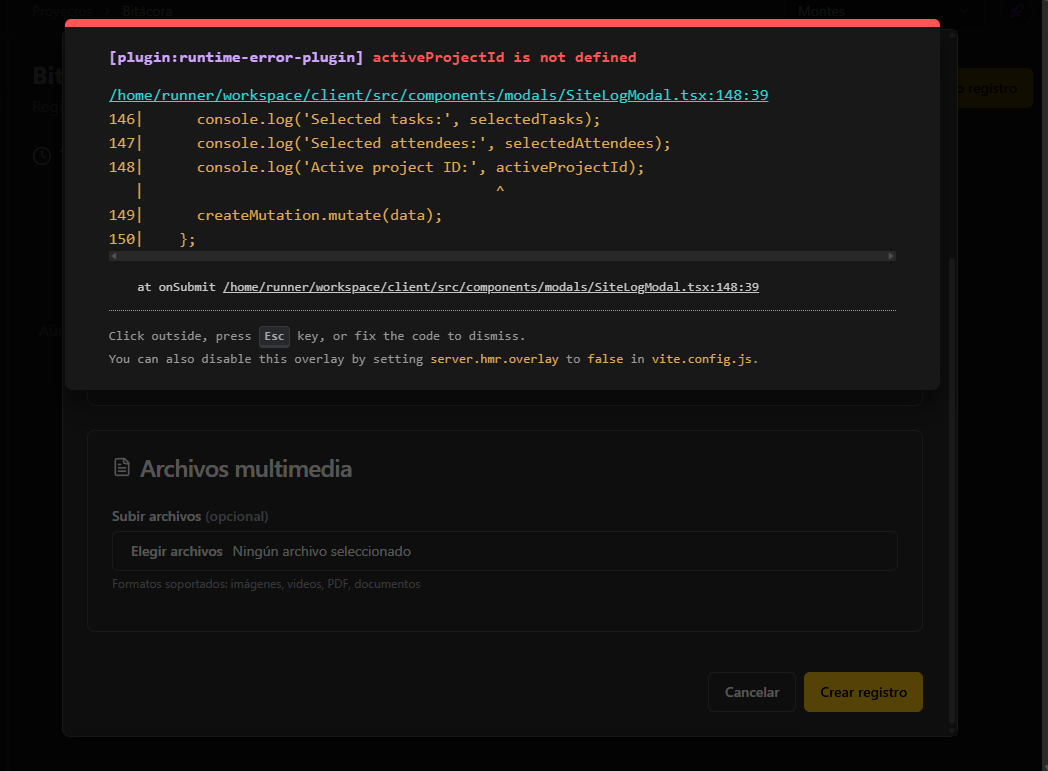 Proyectos > Bitácora
Montes
[plugin:runtime-error-plugin] activeProjectId is not defined
/home/runner/workspace/client/src/components/modals/SiteLogModal.tsx:148:39
146| console.log('Selected tasks:', selectedTasks);
147| console.log('Selected attendees:', selectedAttendees);
148| console.log('Active project ID:', activeProjectId);
| ^
149| createMutation.mutate(data);
150| };
at onSubmit /home/runner/workspace/client/src/components/modals/SiteLogModal.tsx:148:39
Click outside, press Esc key, or fix the code to dismiss.
You can also disable this overlay by setting server.hmr.overlay to false in vite.config.js.
registro
Archivos multimedia
Subir archivos (opcional)
Elegir archivos Ningún archivo seleccionado
Formatos soportados: imágenes, videos, PDF, documentos
Cancelar
Crear registro